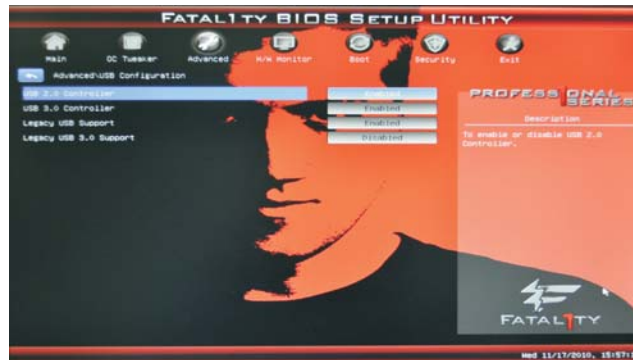 FATAL1TY BIOS SETUP UTILITY
Main OC Tweaker Advanced H/W Monitor Boot Security Exit
Advanced\USB Configuration
USB 2.0 Controller Enabled
USB 3.0 Controller Enabled
Legacy USB Support Enabled
Legacy USB 3.0 Support Disabled
PROFESSIONAL
SERIES
Description
To enable or disable USB 2.0
Controller.
FATAL1TY
Wed 11/17/2010, 15:57: